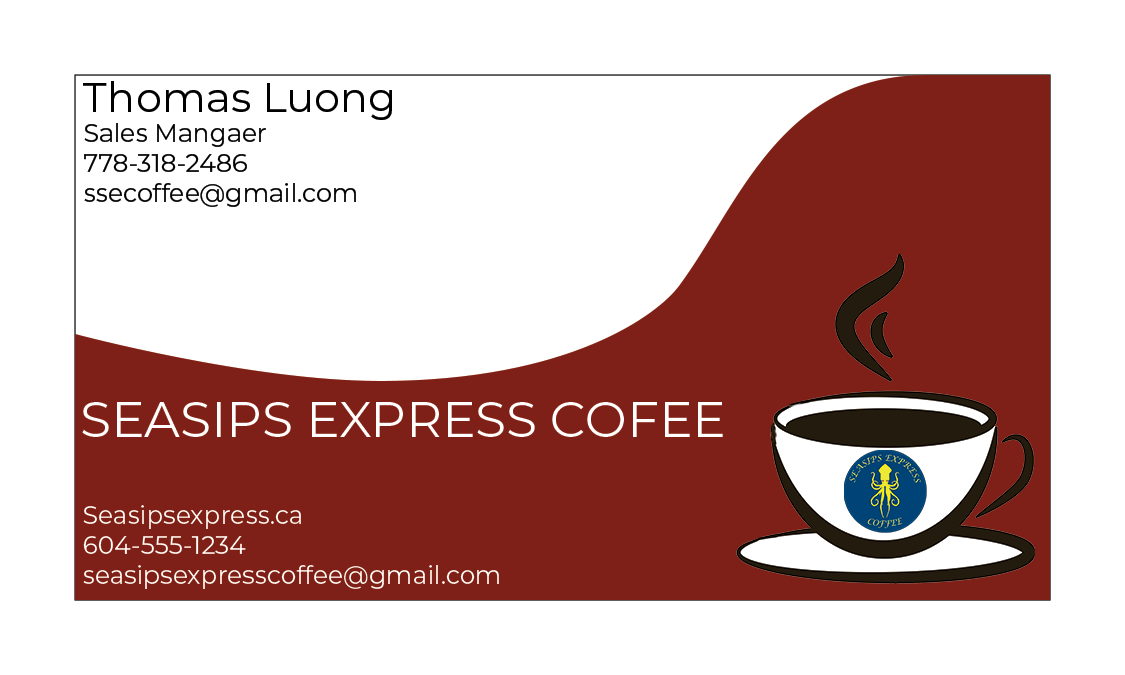 Thomas Luong
Sales Mangaer
778-318-2486
ssecoffee@gmail.com
SEASIPS EXPRESS COFEE
SEASIPS EXPRESS
COFFEE
Seasipsexpress.ca
604-555-1234
seasipsexpresscoffee@gmail.com